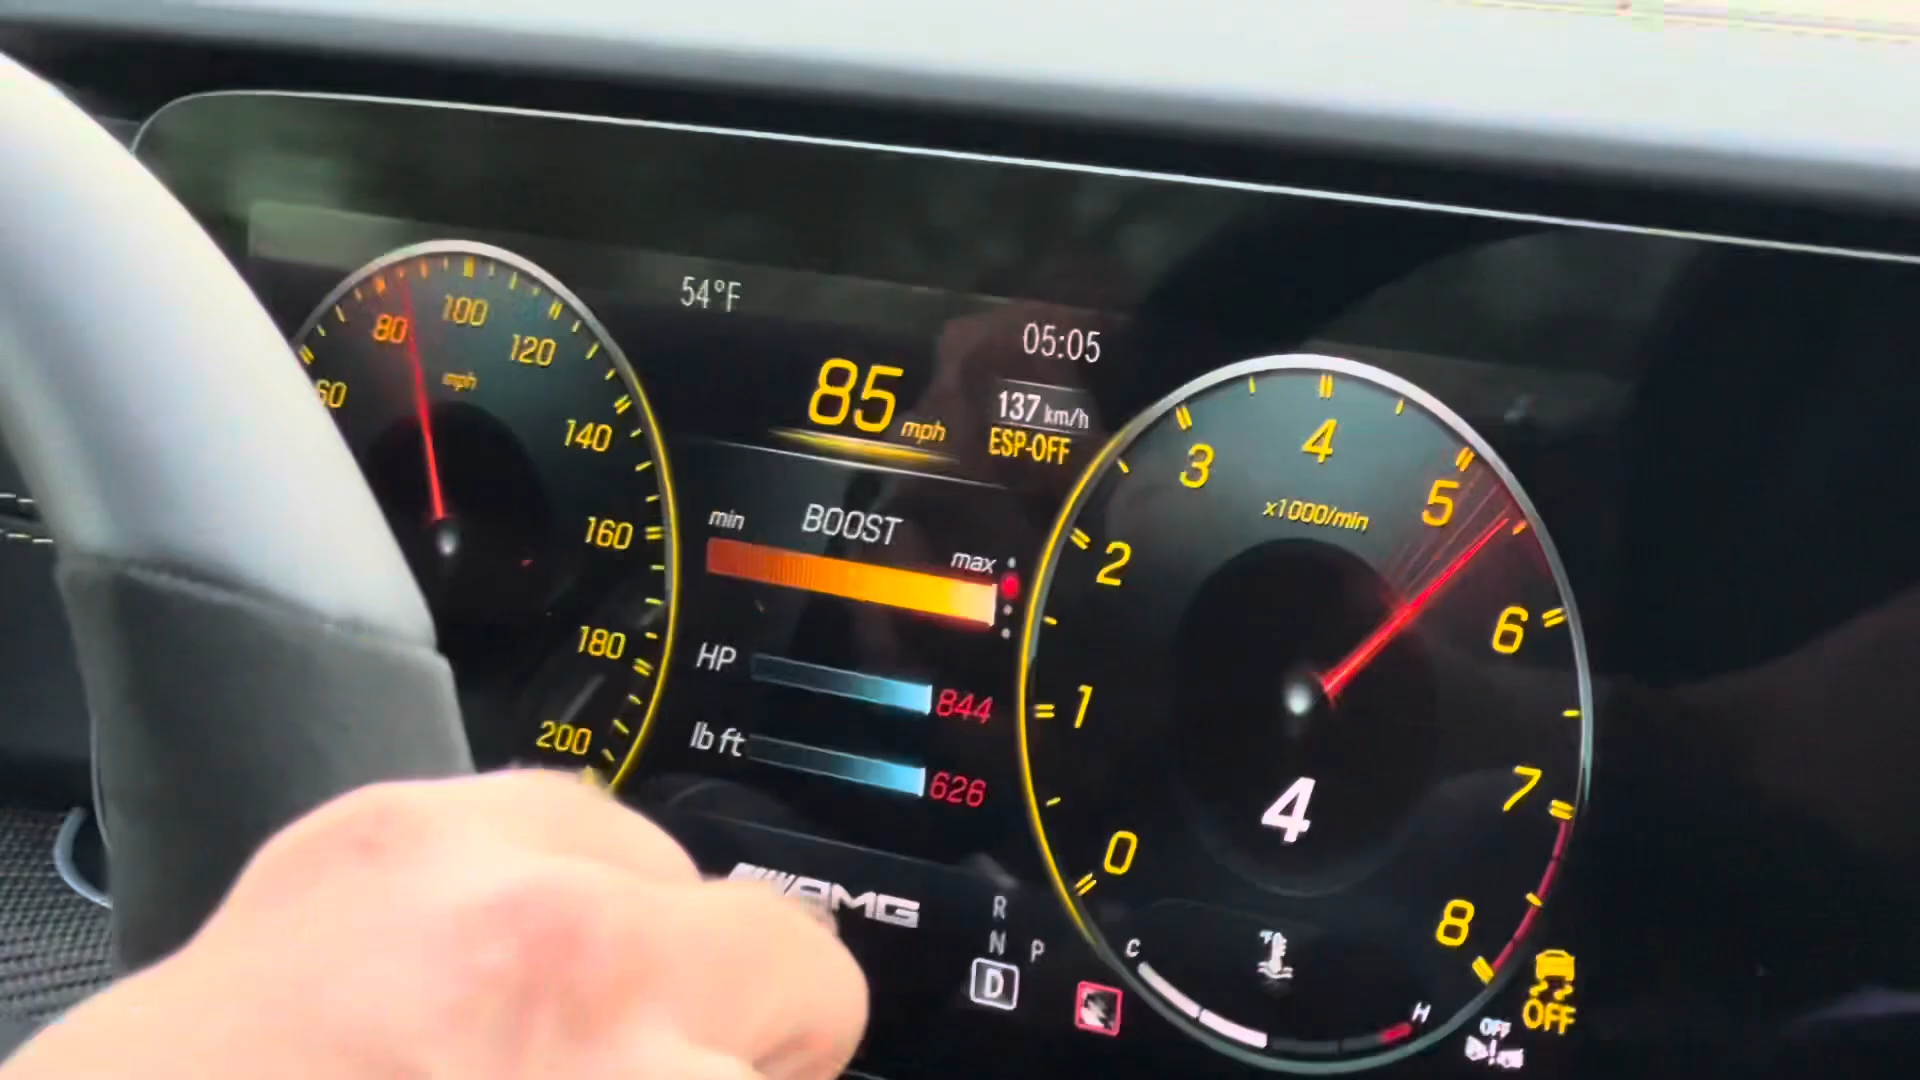 54°F
05:05
85 mph
137 km/h
ESP-OFF
60
80
100
120
140
160
180
200
mph
BOOST
min
max
HP 844
lb ft 626
AMG
R
N P
D
0
1
2
3
4
5
6
7
8
x1000/min
4
C
°F
H
OFF
OFF